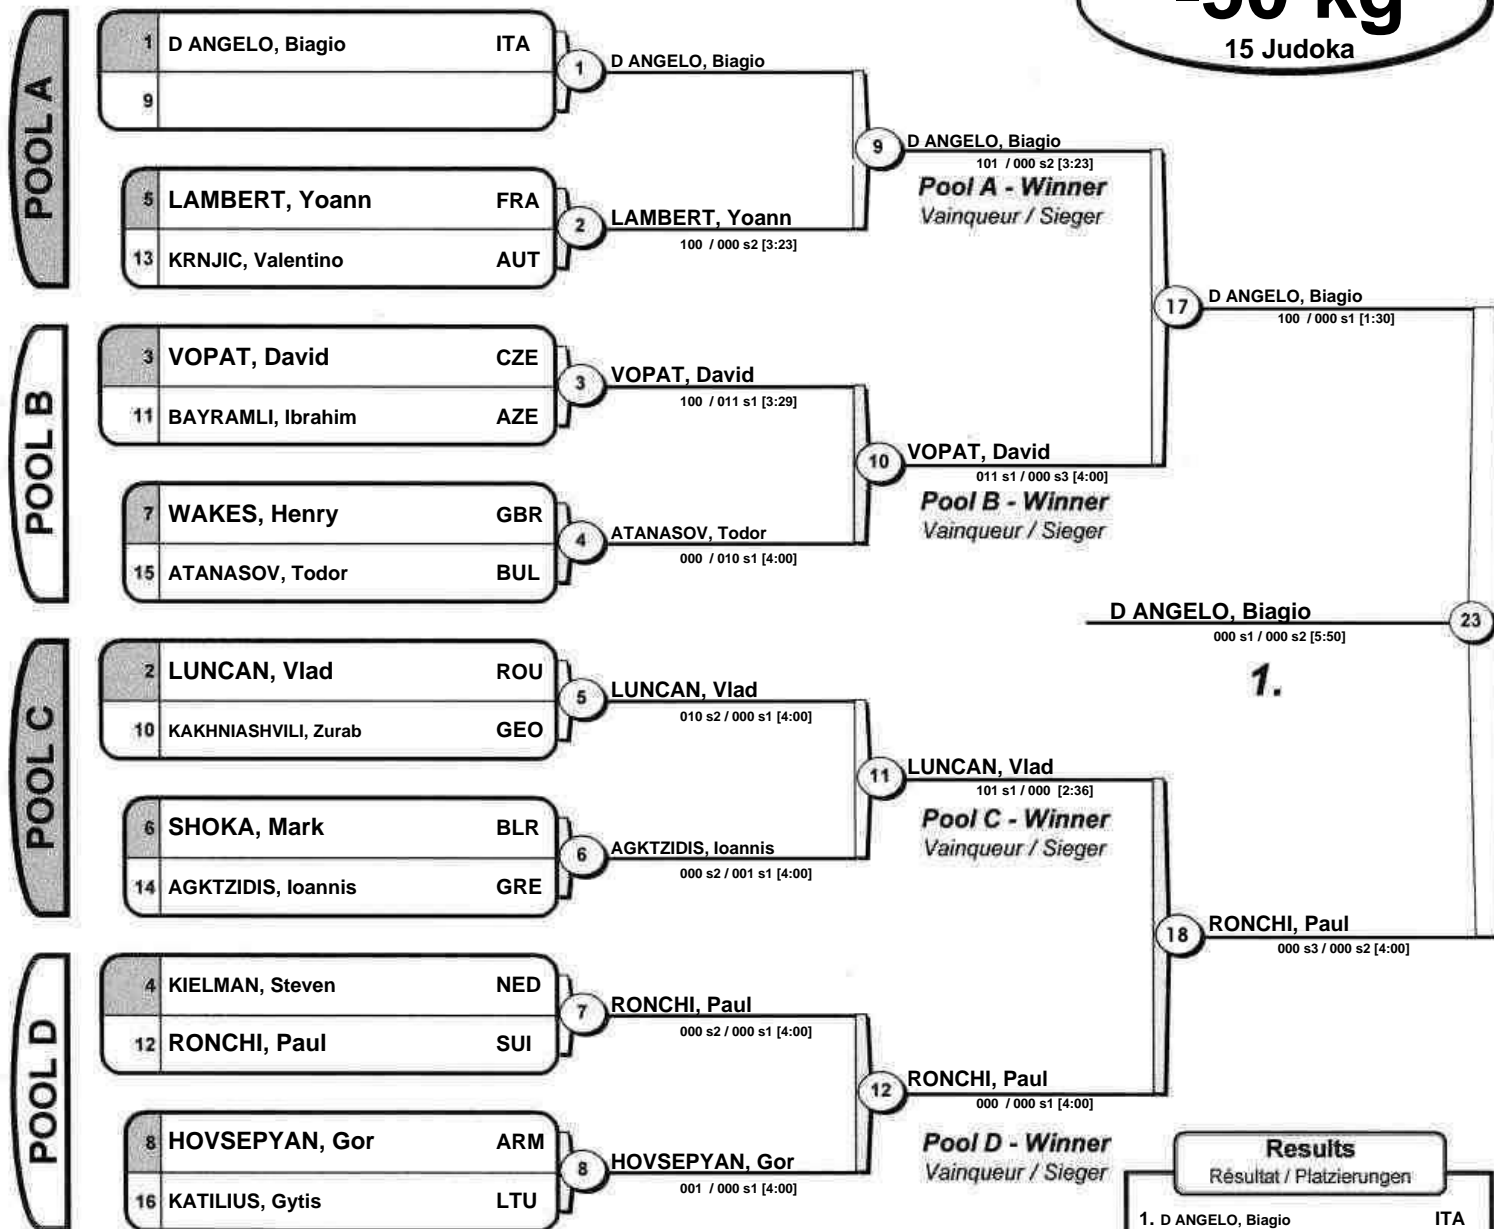 -50 kg
15 Judoka
POOL A
1 D ANGELO, Biagio ITA
9
1 D ANGELO, Biagio
5 LAMBERT, Yoann FRA
13 KRNJIC, Valentino AUT
2 LAMBERT, Yoann
100 / 000 s2 [3:23]
9 D ANGELO, Biagio
101 / 000 s2 [3:23]
Pool A - Winner
Vainqueur / Sieger
POOL B
3 VOPAT, David CZE
11 BAYRAMLI, Ibrahim AZE
3 VOPAT, David
100 / 011 s1 [3:29]
7 WAKES, Henry GBR
15 ATANASOV, Todor BUL
4 ATANASOV, Todor
000 / 010 s1 [4:00]
10 VOPAT, David
011 s1 / 000 s3 [4:00]
Pool B - Winner
Vainqueur / Sieger
17 D ANGELO, Biagio
100 / 000 s1 [1:30]
POOL C
2 LUNCAN, Vlad ROU
10 KAKHNIASHVILI, Zurab GEO
5 LUNCAN, Vlad
010 s2 / 000 s1 [4:00]
6 SHOKA, Mark BLR
14 AGKTZIDIS, Ioannis GRE
6 AGKTZIDIS, Ioannis
000 s2 / 001 s1 [4:00]
11 LUNCAN, Vlad
101 s1 / 000 [2:36]
Pool C - Winner
Vainqueur / Sieger
POOL D
4 KIELMAN, Steven NED
12 RONCHI, Paul SUI
7 RONCHI, Paul
000 s2 / 000 s1 [4:00]
8 HOVSEPYAN, Gor ARM
16 KATILIUS, Gytis LTU
8 HOVSEPYAN, Gor
001 / 000 s1 [4:00]
12 RONCHI, Paul
000 / 000 s1 [4:00]
Pool D - Winner
Vainqueur / Sieger
18 RONCHI, Paul
000 s3 / 000 s2 [4:00]
D ANGELO, Biagio 23
000 s1 / 000 s2 [5:50]
1.
Results
Résultat / Platzierungen
1. D ANGELO, Biagio ITA